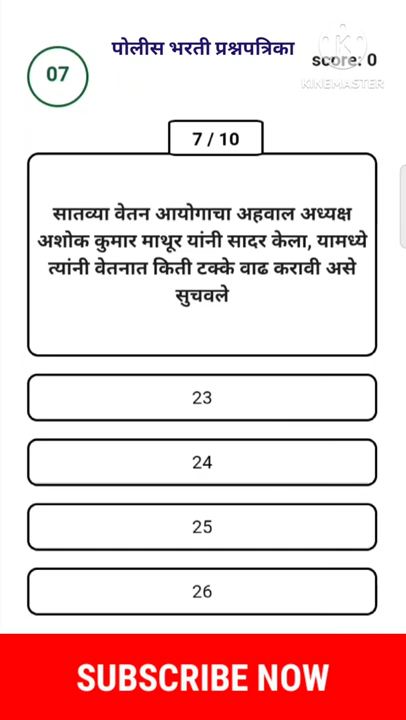 पोलीस भरती प्रश्नपत्रिका
score: 0
07
KINEMASTER
7 / 10
सातव्या वेतन आयोगाचा अहवाल अध्यक्ष
अशोक कुमार माथूर यांनी सादर केला, यामध्ये
त्यांनी वेतनात किती टक्के वाढ करावी असे
सुचवले
23
24
25
26
SUBSCRIBE NOW